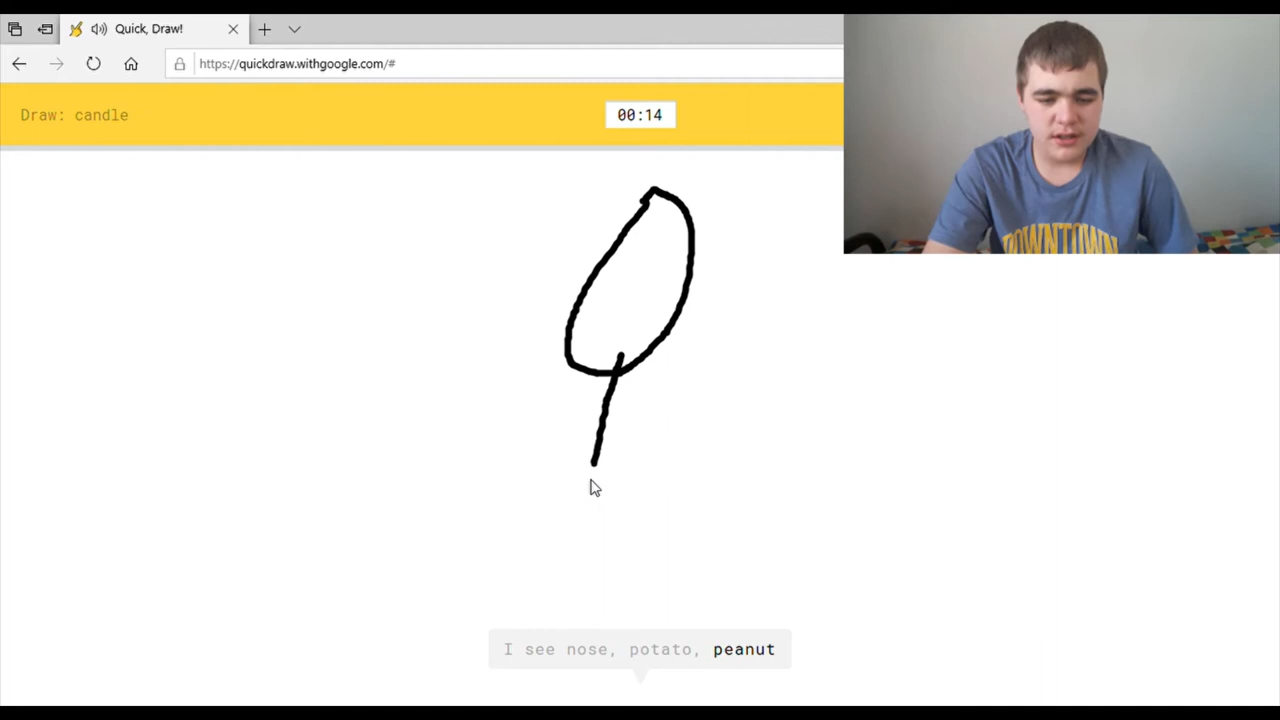 Quick, Draw!
https://quickdraw.withgoogle.com/#
Draw: candle
00:14
DOWNTOWN
I see nose, potato, peanut